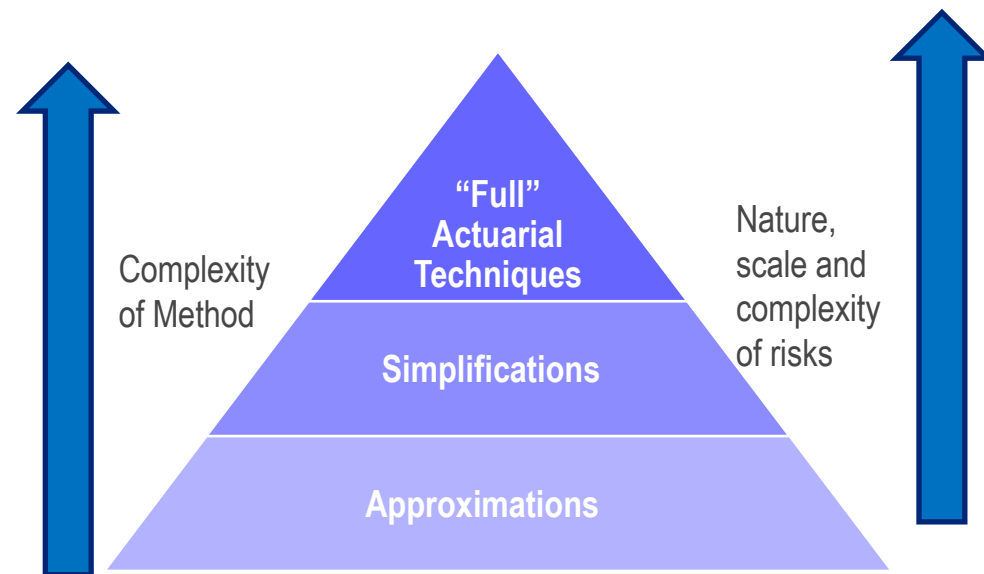 “Full”
Actuarial
Techniques
Complexity
of Method
Nature,
scale and
complexity
of risks
Simplifications
Approximations